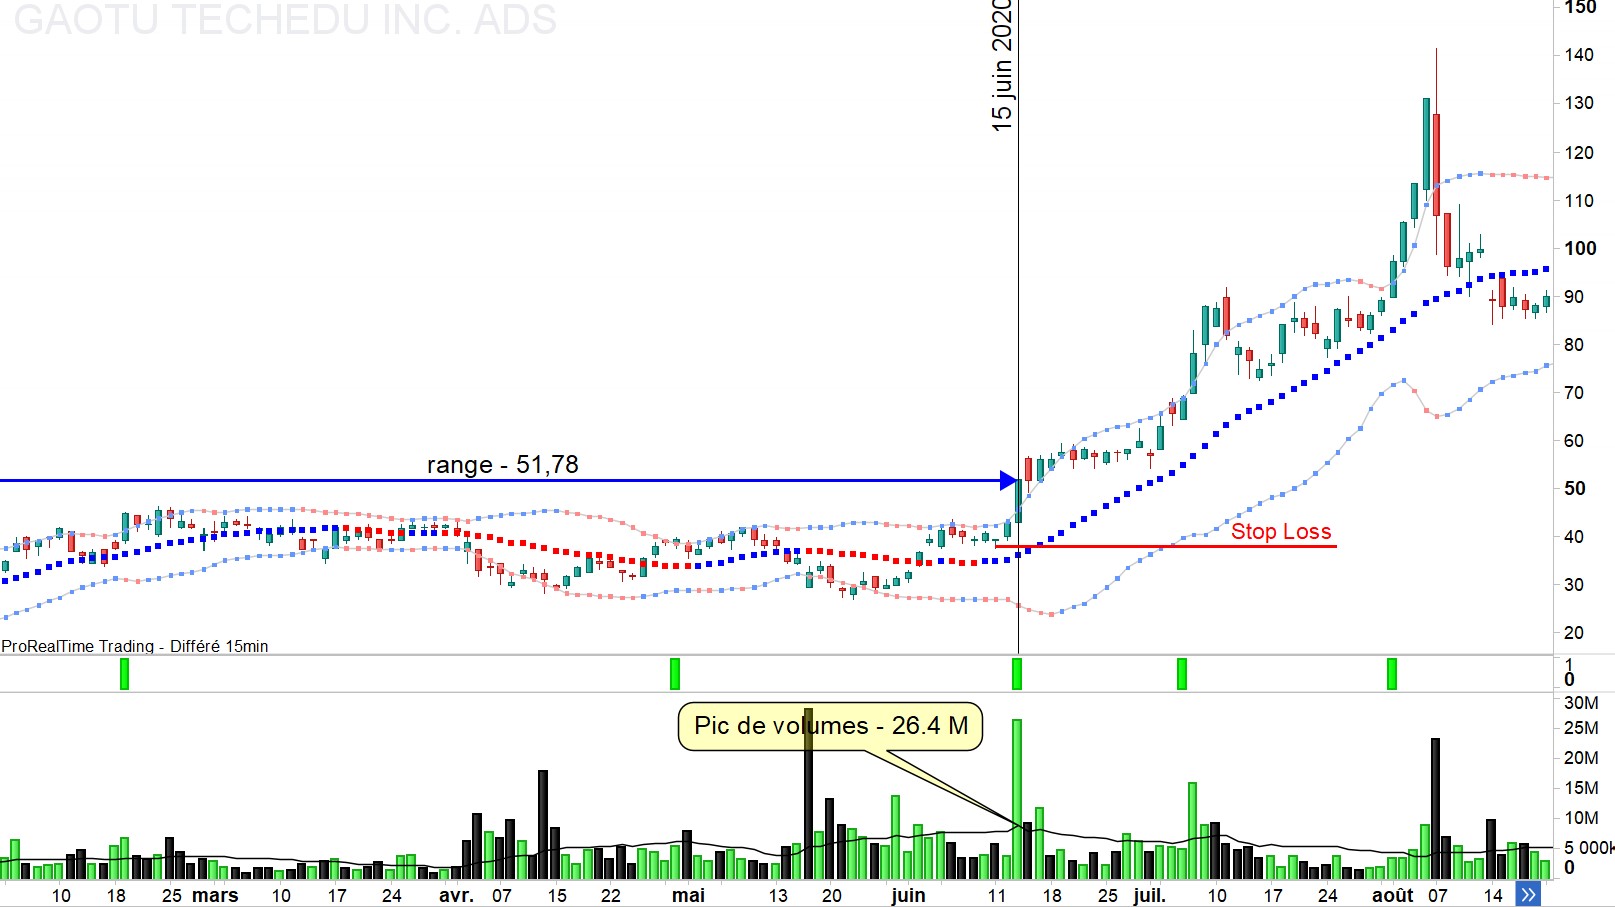 GAOTU TECHEDU INC. ADS
15 juin 2020
150
140
130
120
110
100
90
80
70
60
50
40
30
20
range - 51,78
Stop Loss
ProRealTime Trading - Différé 15min
1
0
Pic de volumes - 26.4 M
30M
25M
20M
15M
10M
5 000K
0
10 18 25 mars 10 17 24 avr. 07 15 22 mai 13 20 juin 11 18 25 juil. 10 17 24 août 07 14